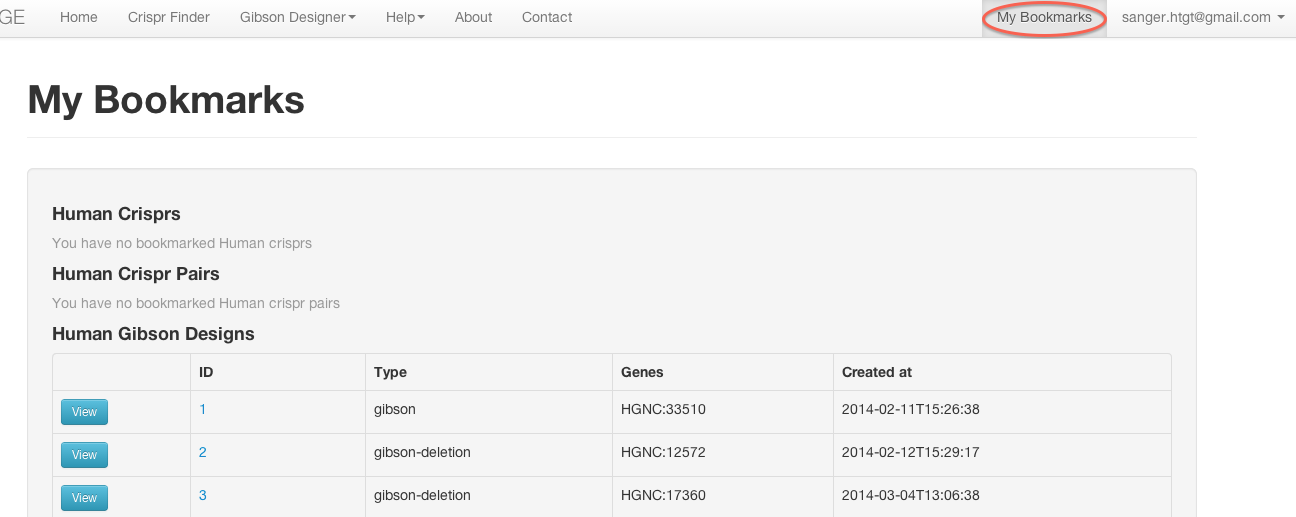 GE Home Crispr Finder Gibson Designer Help About Contact My Bookmarks sanger.htgt@gmail.com
My Bookmarks
Human Crisprs
You have no bookmarked Human crisprs
Human Crispr Pairs
You have no bookmarked Human crispr pairs
Human Gibson Designs
ID Type Genes Created at
View 1 gibson HGNC:33510 2014-02-11T15:26:38
View 2 gibson-deletion HGNC:12572 2014-02-12T15:29:17
View 3 gibson-deletion HGNC:17360 2014-03-04T13:06:38